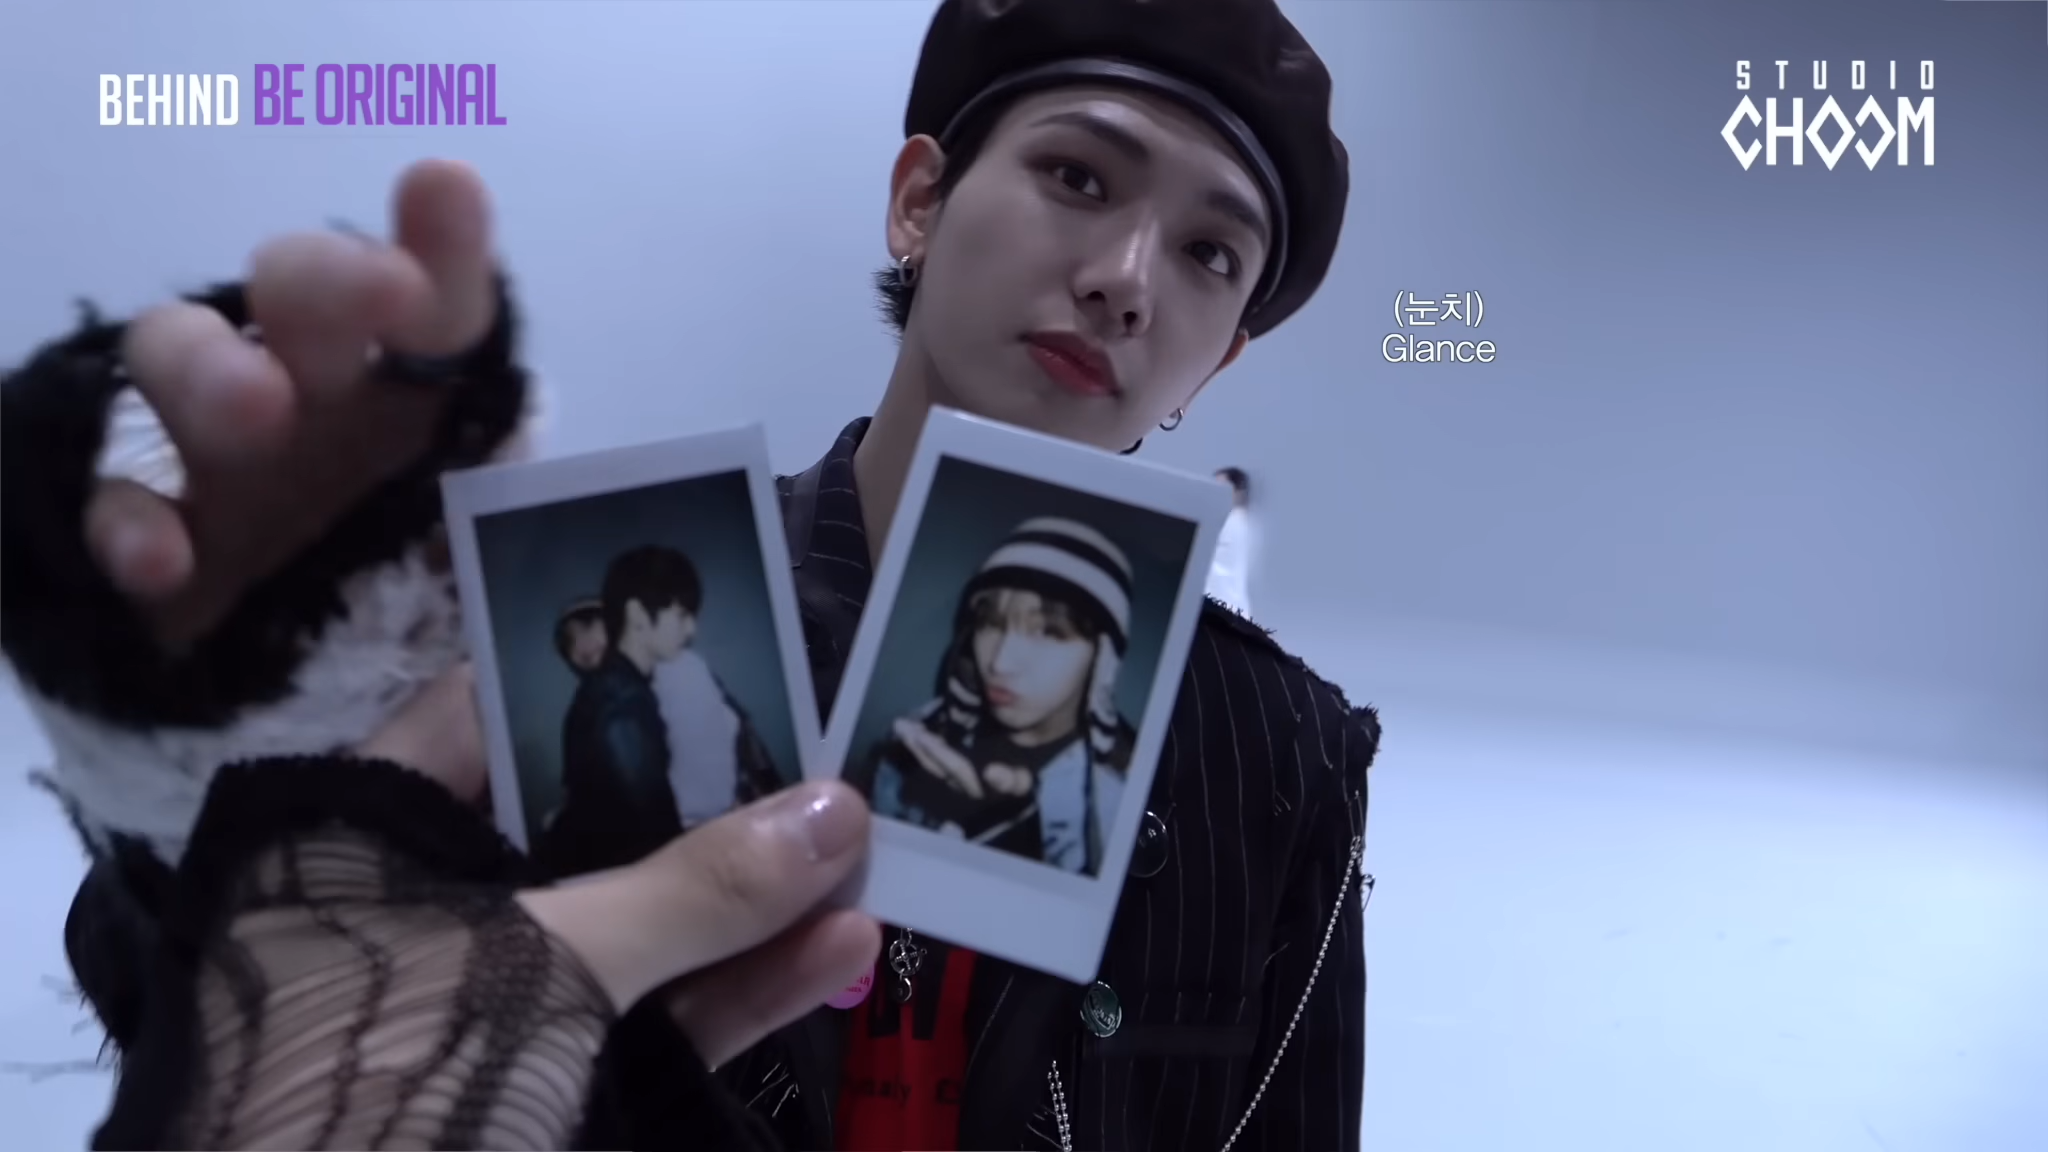 BEHIND BE ORIGINAL
STUDIO
CHOOM
(눈치)
Glance